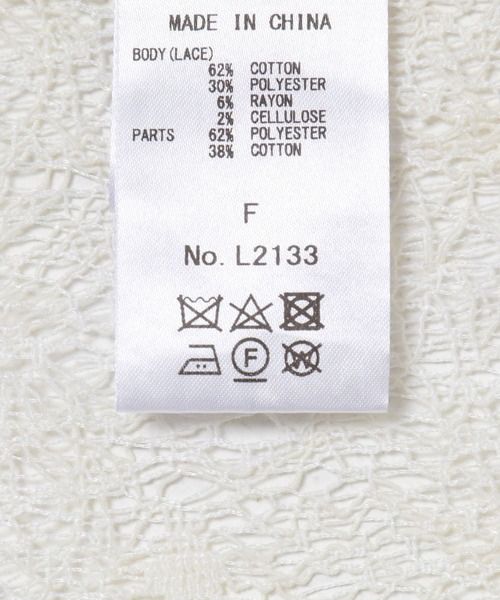 MADE IN CHINA
BODY(LACE)
62% COTTON
30% POLYESTER
6% RAYON
2% CELLULOSE
PARTS 62% POLYESTER
38% COTTON
F
No. L2133
F W